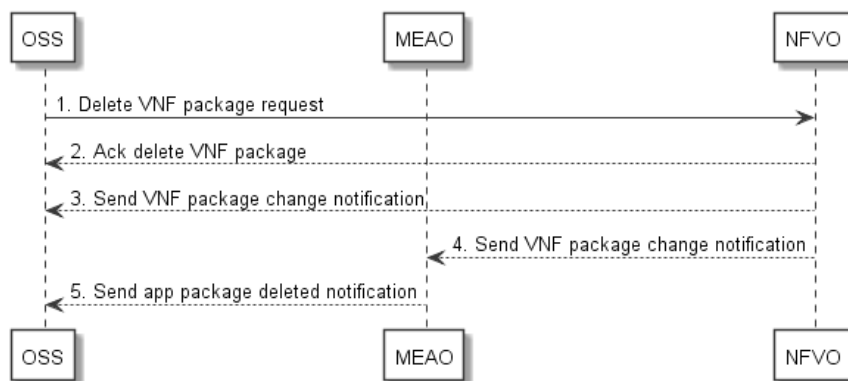 OSS
MEAO
NFVO
1. Delete VNF package request
2. Ack delete VNF package
3. Send VNF package change notification
4. Send VNF package change notification
5. Send app package deleted notification
OSS
MEAO
NFVO